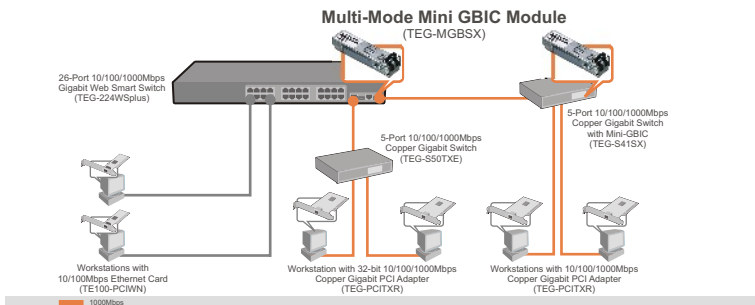 Multi-Mode Mini GBIC Module
(TEG-MGBSX)
26-Port 10/100/1000Mbps
Gigabit Web Smart Switch
(TEG-224WSplus)
5-Port 10/100/1000Mbps
Copper Gigabit Switch
with Mini-GBIC
(TEG-S41SX)
5-Port 10/100/1000Mbps
Copper Gigabit Switch
(TEG-S50TXE)
Workstations with
10/100Mbps Ethernet Card
(TE100-PCIWN)
Workstation with 32-bit 10/100/1000Mbps
Copper Gigabit PCI Adapter
(TEG-PCITXR)
Workstations with 10/100/1000Mbps
Copper Gigabit PCI Adapter
(TEG-PCITXR)
1000Mbps